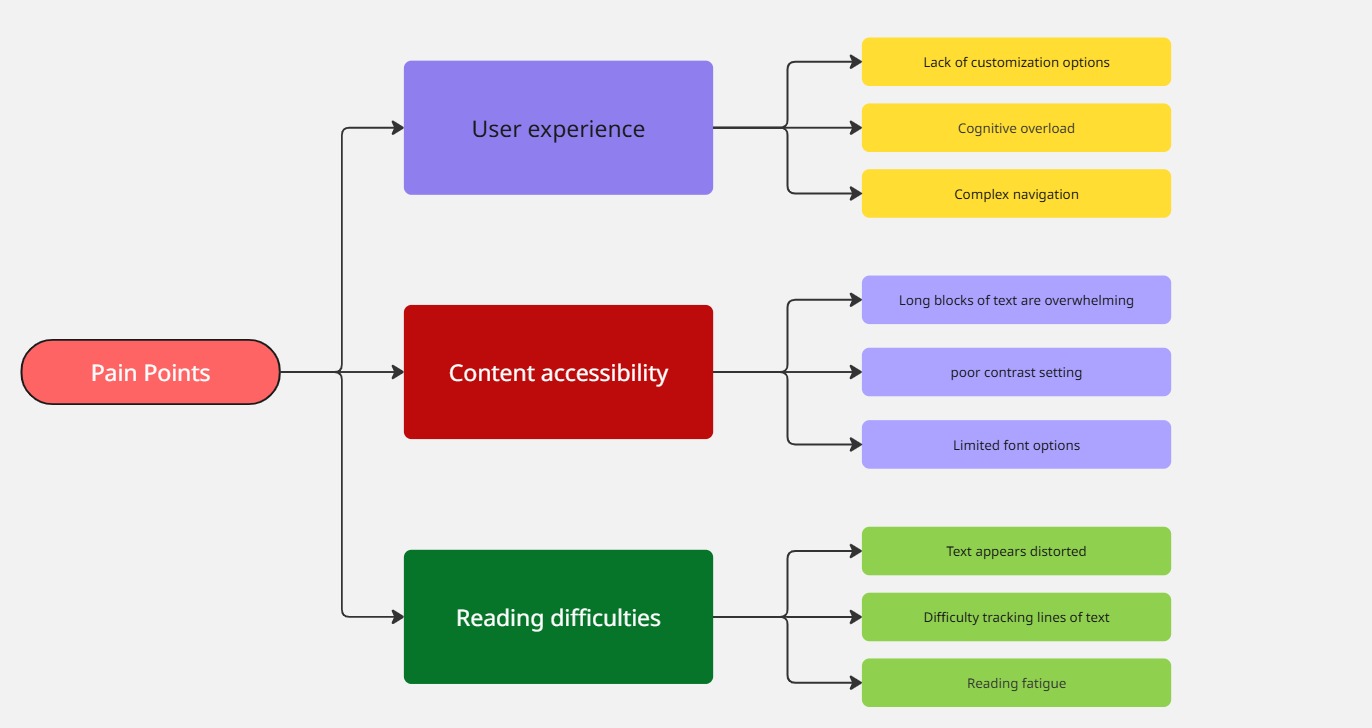 Pain Points
User experience
Lack of customization options
Cognitive overload
Complex navigation
Content accessibility
Long blocks of text are overwhelming
poor contrast setting
Limited font options
Reading difficulties
Text appears distorted
Difficulty tracking lines of text
Reading fatigue